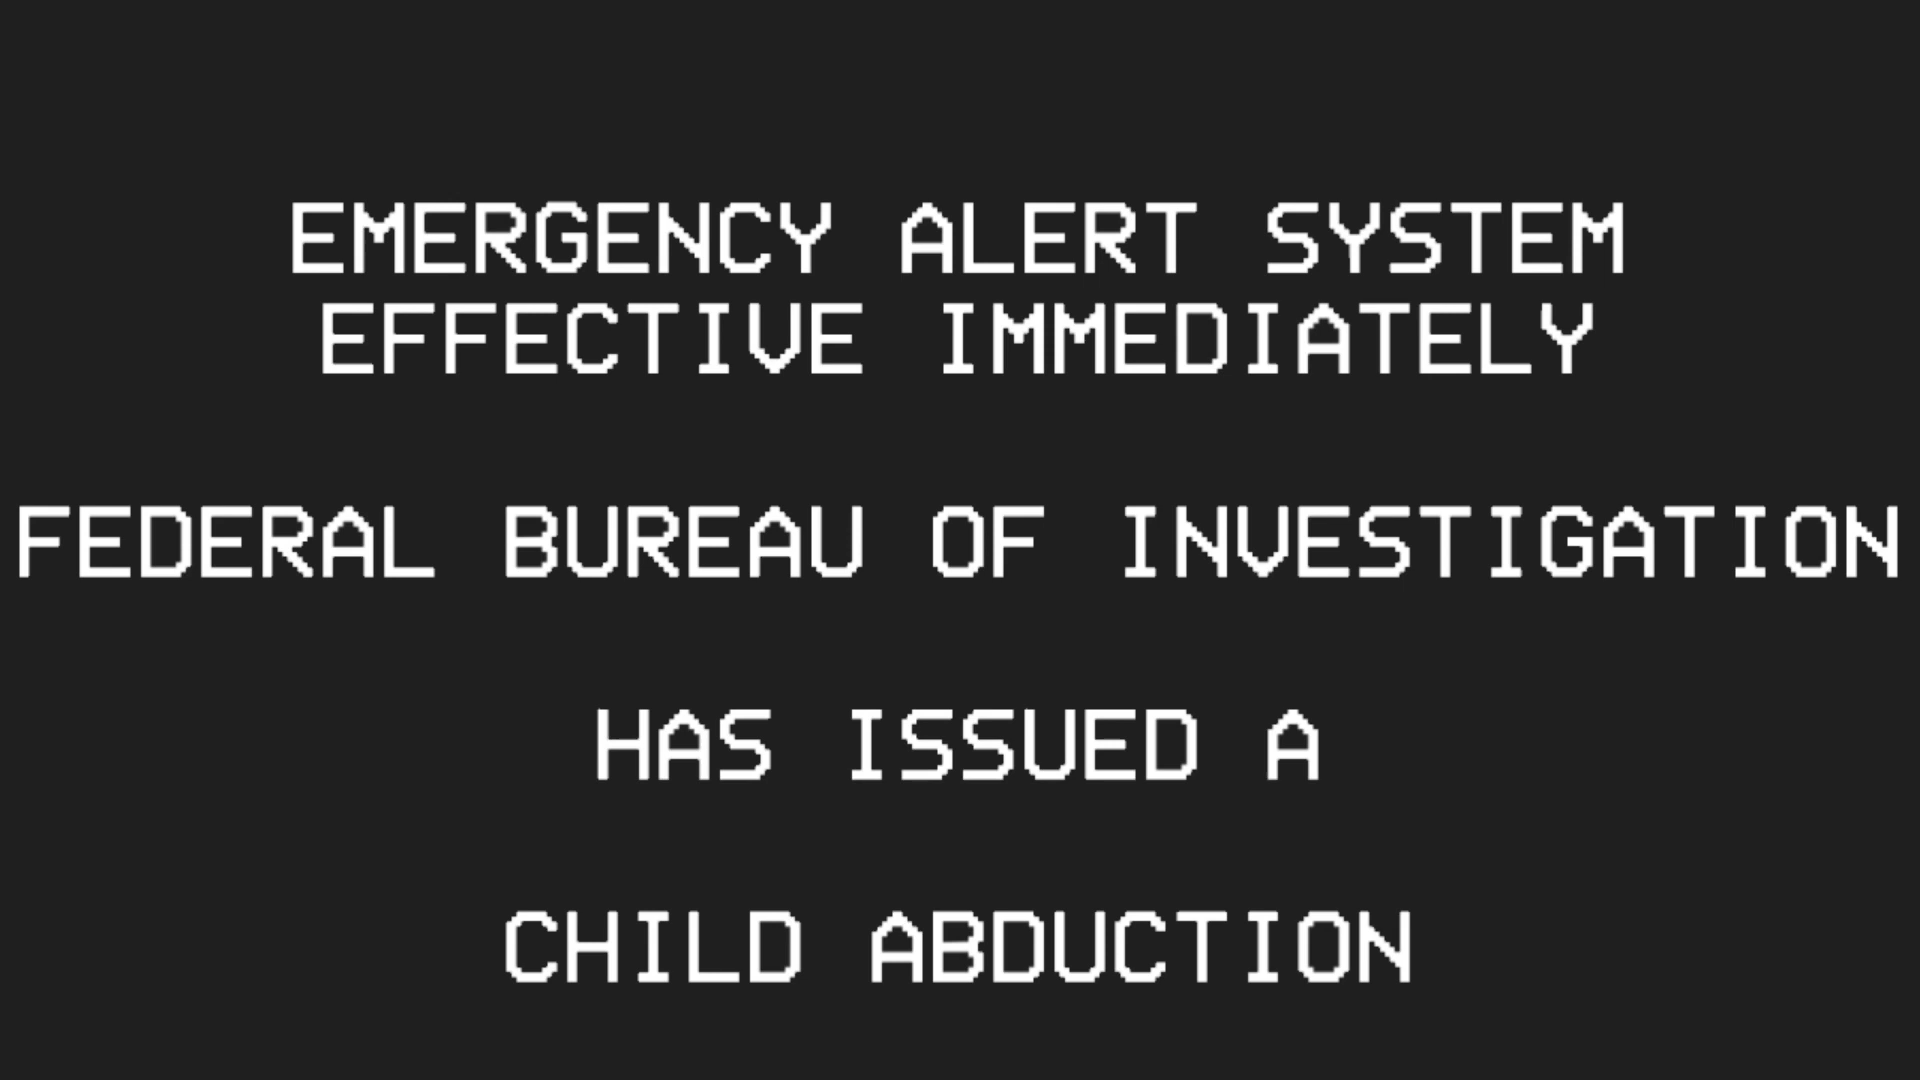 EMERGENCY ALERT SYSTEM
EFFECTIVE IMMEDIATELY
FEDERAL BUREAU OF INVESTIGATION
HAS ISSUED A
CHILD ABDUCTION